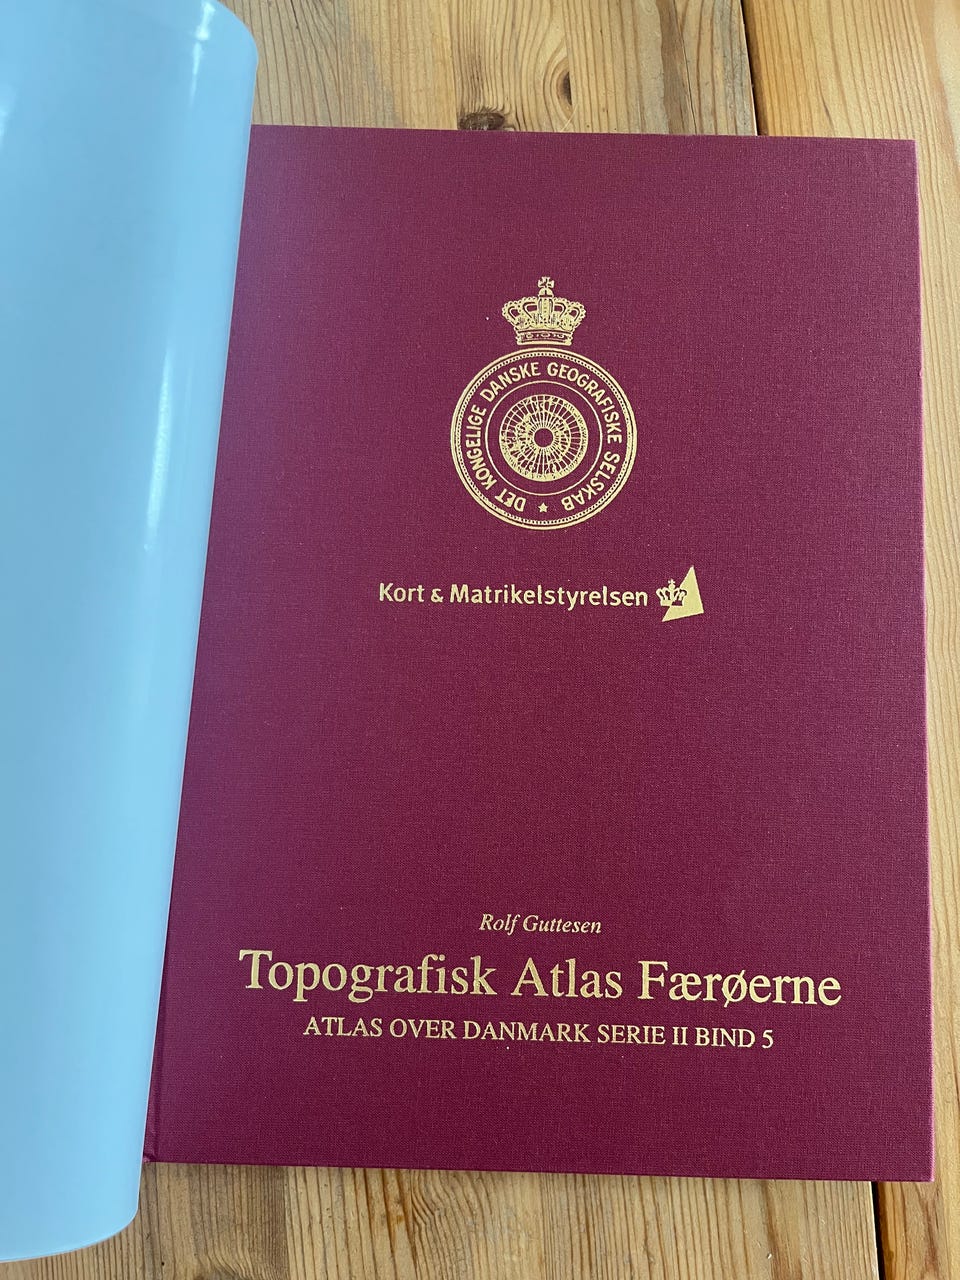 DET KONGELIGE DANSKE GEOGRAFISKE SELSKAB
Kort & Matrikelstyrelsen
Rolf Guttesen
Topografisk Atlas Færøerne
ATLAS OVER DANMARK SERIE II BIND 5